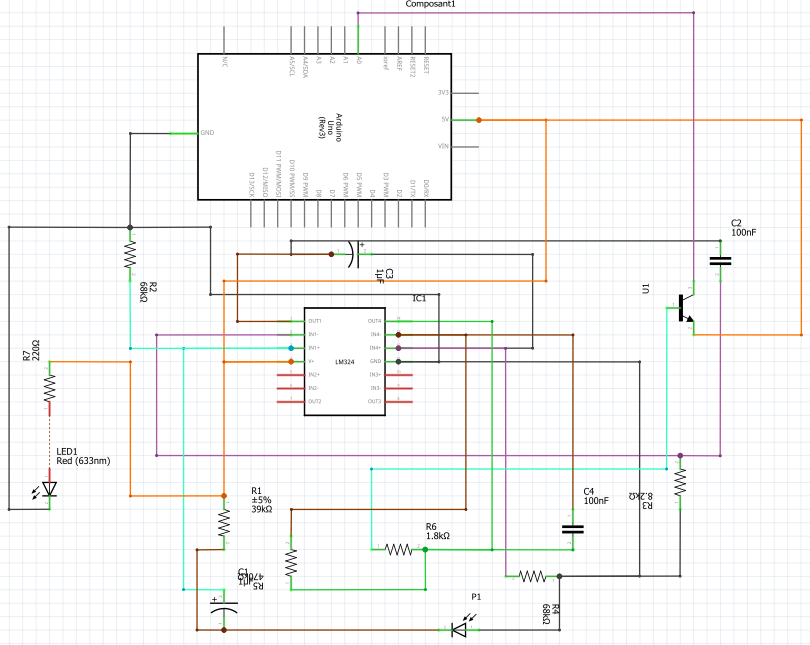 Composant1
N/C
A5/SCL
A4/SDA
A3
A2
A1
A0
ioref
AREF
RESET2
RESET
3V3
5V
VIN
GND
Arduino
Uno
(Rev3)
D13/SCK
D12/MISO
D11 PWM/MOSI
D10 PWM/SS
D9 PWM
D8
D7
D6 PWM
D5 PWM
D4
D3 PWM
D2
D1/TX
D0/RX
C2
100nF
R2
68kΩ
C3
1µF
U1
IC1
OUT1
IN1-
IN1+
V+
IN2+
IN2-
OUT2
LM324
OUT4
IN4-
IN4+
GND
IN3+
IN3-
OUT3
R7
220Ω
LED1
Red (633nm)
R1
±5%
39kΩ
R3
8.2kΩ
C4
100nF
R6
1.8kΩ
C1
1µF
R5
470kΩ
P1
R4
68kΩ